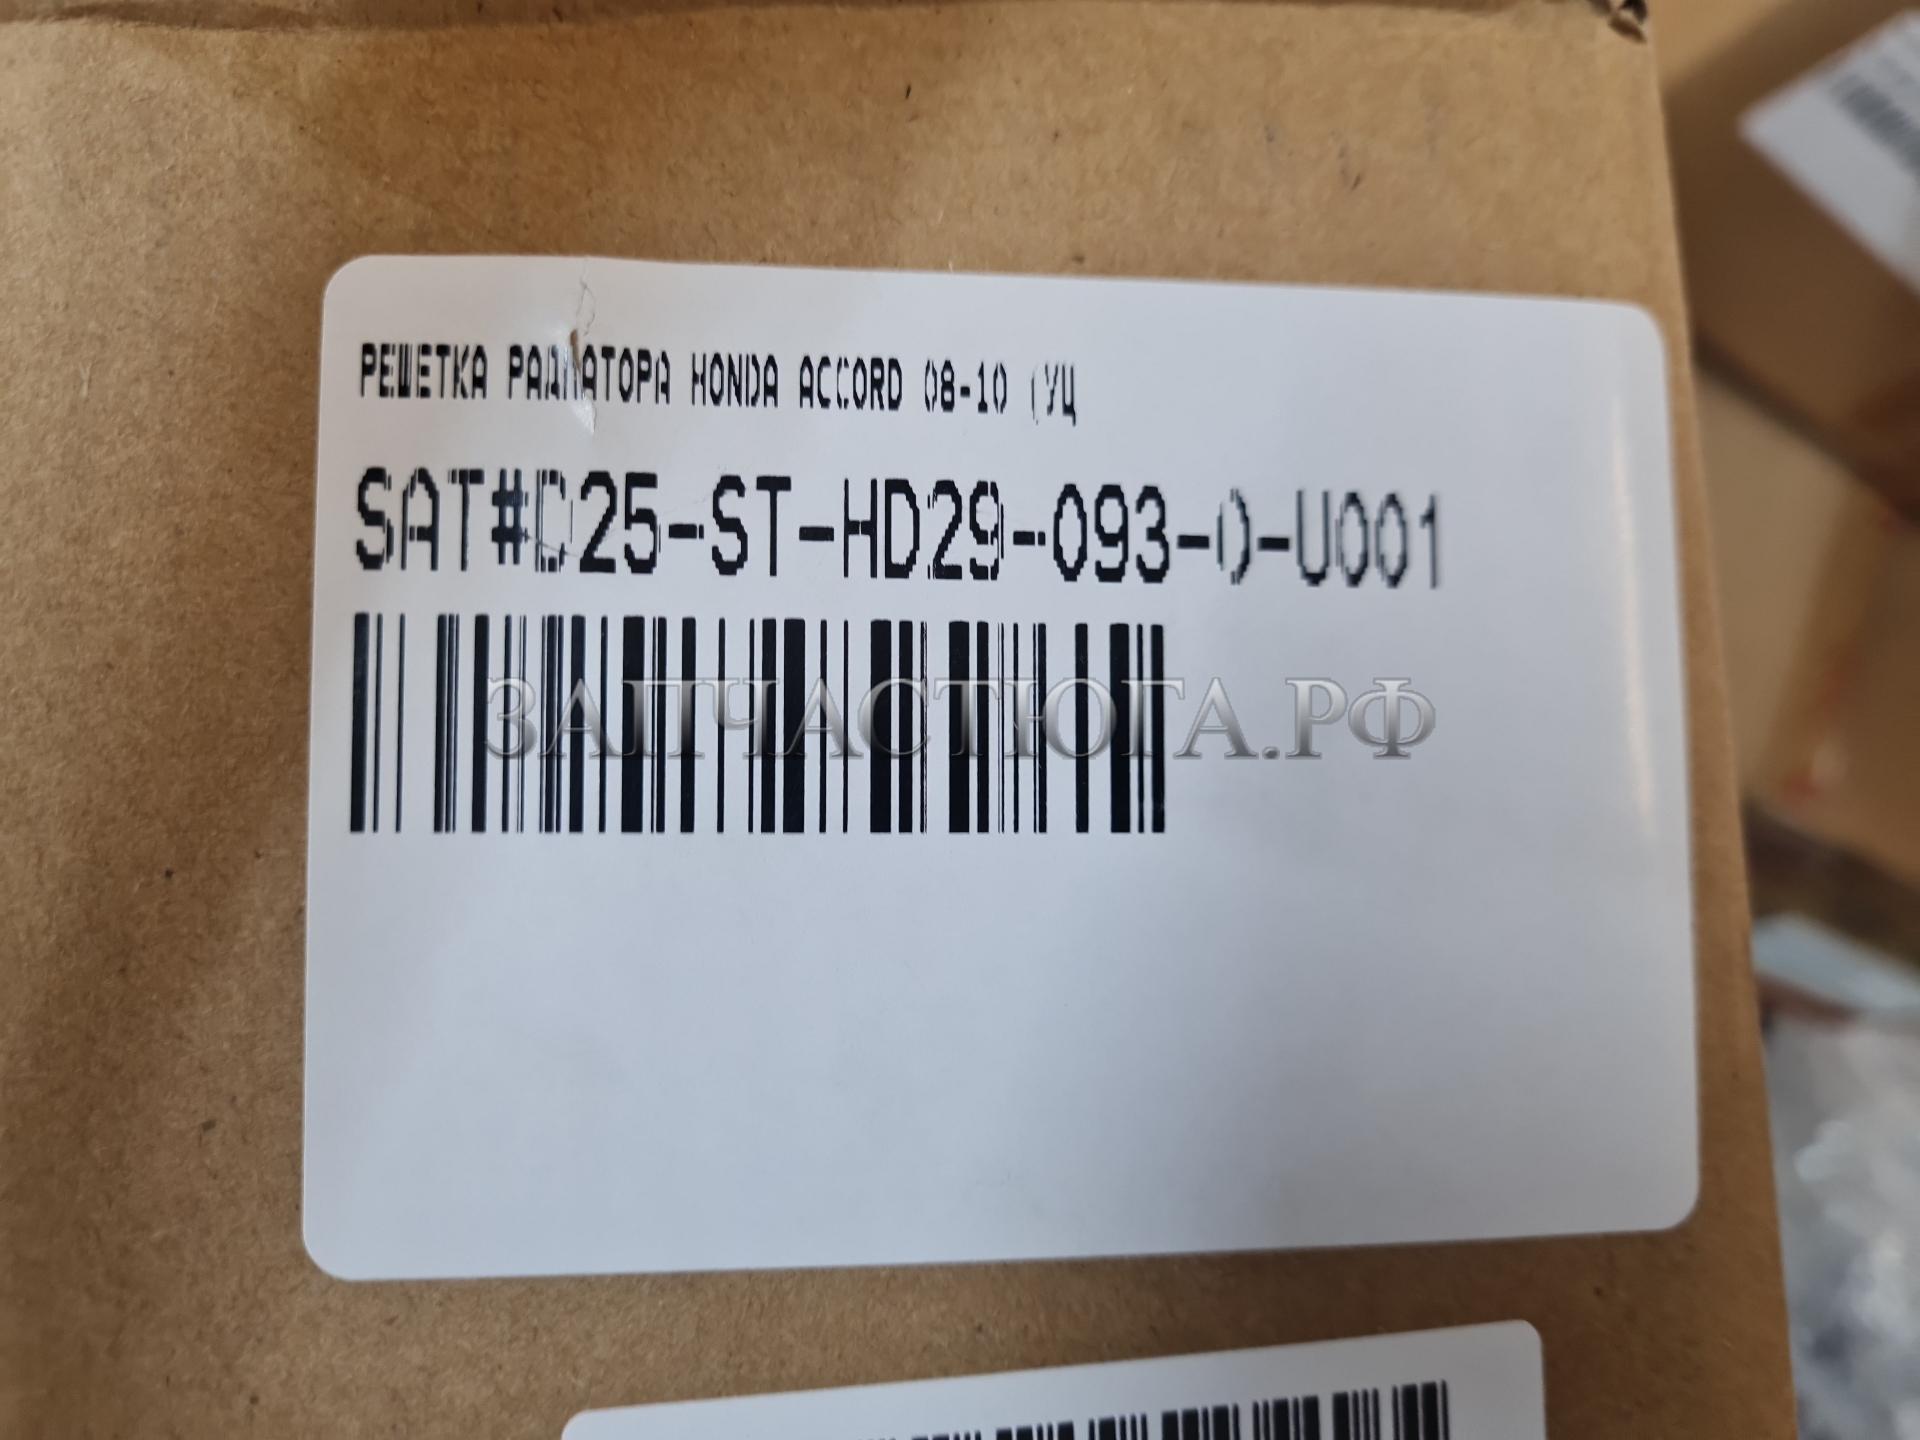 РЕШЕТКА РАДИАТОРА HONDA ACCORD 08-10 (УЦ
SAT#D25-ST-HD29-093-0-U001
ЗАПЧАСТЮГА.РФ